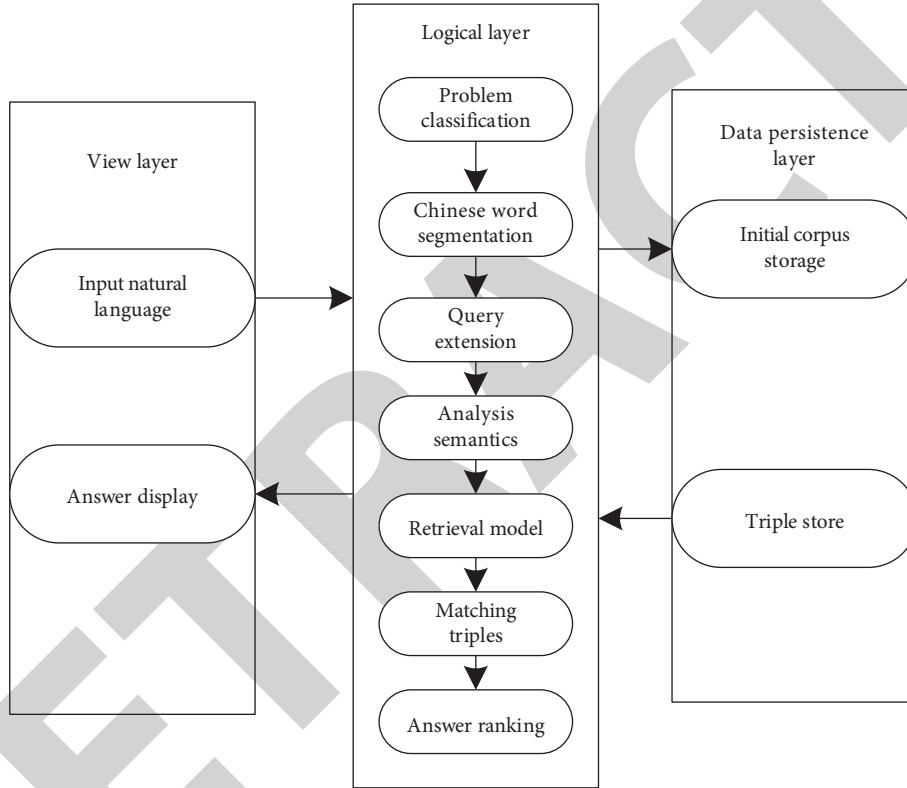 View layer
Input natural
language
Answer display
Logical layer
Problem
classification
Chinese word
segmentation
Query
extension
Analysis
semantics
Retrieval model
Matching
triples
Answer ranking
Data persistence
layer
Initial corpus
storage
Triple store
ETRACT